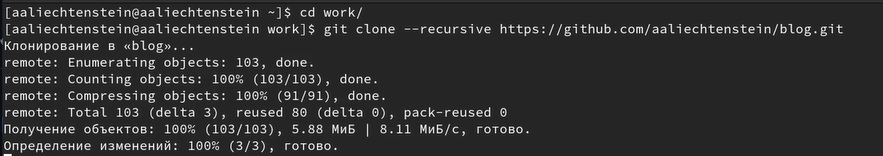 [aaliechtenstein@aaliechtenstein ~]$ cd work/
[aaliechtenstein@aaliechtenstein work]$ git clone --recursive https://github.com/aaliechtenstein/blog.git
Клонирование в «blog»...
remote: Enumerating objects: 103, done.
remote: Counting objects: 100% (103/103), done.
remote: Compressing objects: 100% (91/91), done.
remote: Total 103 (delta 3), reused 80 (delta 0), pack-reused 0
Получение объектов: 100% (103/103), 5.88 МиБ | 8.11 МиБ/с, готово.
Определение изменений: 100% (3/3), готово.